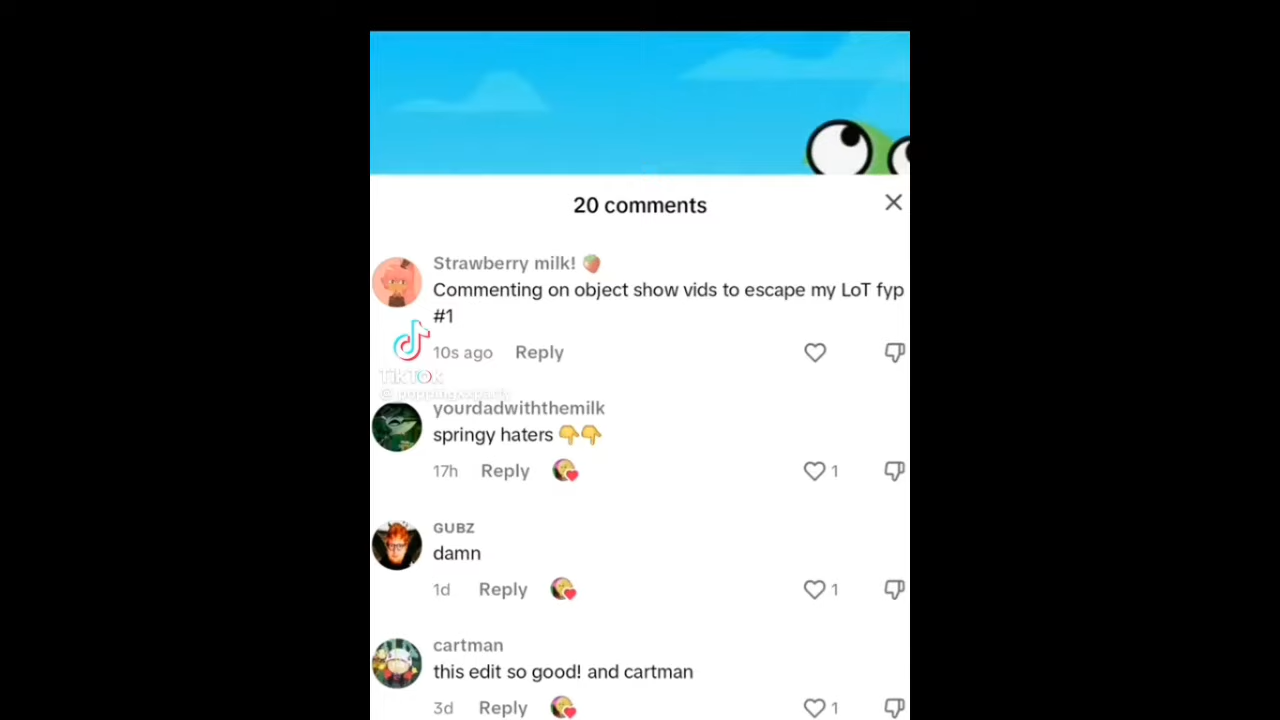 20 comments
Strawberry milk! 🍓
Commenting on object show vids to escape my LoT fyp
#1
10s ago Reply
TikTok
yourdadwiththemilk
springy haters 👇👇
17h Reply 1
GUBZ
damn
1d Reply 1
cartman
this edit so good! and cartman
3d Reply 1